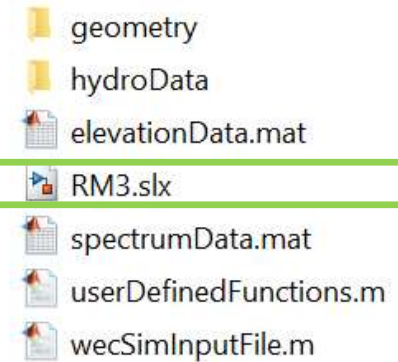 geometry
hydroData
elevationData.mat
RM3.slx
spectrumData.mat
userDefinedFunctions.m
wecSimInputFile.m